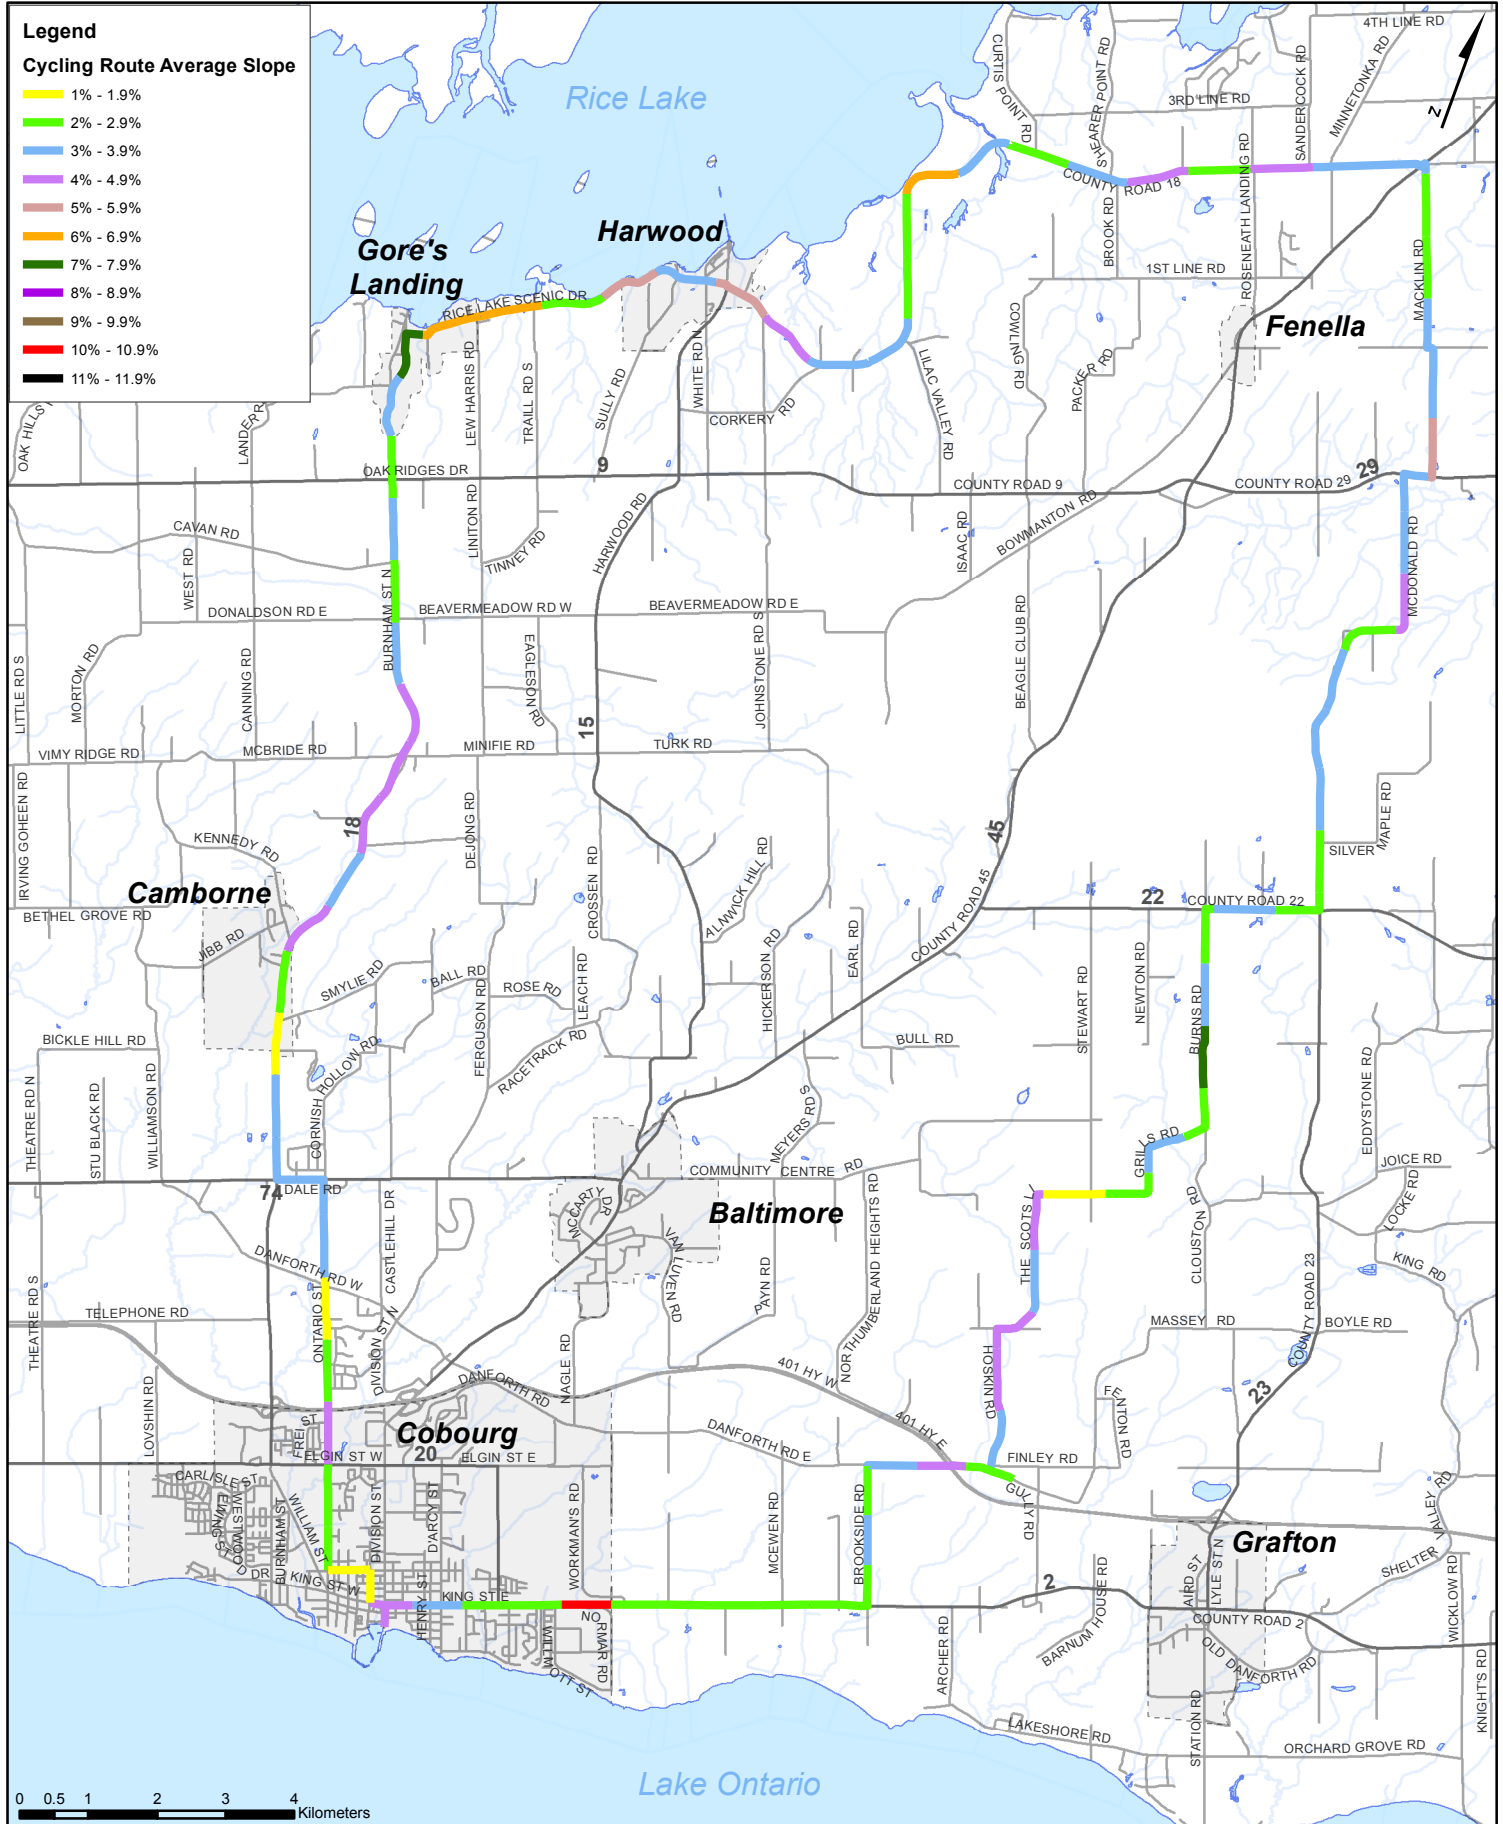 Legend
Cycling Route Average Slope
1% - 1.9%
2% - 2.9%
3% - 3.9%
4% - 4.9%
5% - 5.9%
6% - 6.9%
7% - 7.9%
8% - 8.9%
9% - 9.9%
10% - 10.9%
11% - 11.9%
4TH LINE RD
CURTIS POINT RD
SHEARER POINT RD
SANDERCOCK RD
MINNETONKA RD
N
3RD LINE RD
Rice Lake
COUNTY ROAD 18
BROOK RD
ROSENEATH LANDING RD
1ST LINE RD
MACKLIN RD
Harwood
Gore's
Landing
RICE LAKE SCENIC DR
Fenella
LEW HARRIS RD
TRAILL RD S
SULLY RD
WHITE RD N
CORKERY RD
LILAC VALLEY RD
COWLING RD
PACKER RD
OAK HILLS
LANDER R
OAK RIDGES DR
9
COUNTY ROAD 9
COUNTY ROAD 29
29
BOWMANTON RD
ISAAC RD
MCDONALD RD
HARWOOD RD
LINITON RD
TINNEY RD
CAVAN RD
WEST RD
DONALDSON RD E
BURNHAM ST N
BEAVERMEADOW RD W
BEAVERMEADOW RD E
LITTLE RD S
MORTON RD
CANNING RD
EAGLESON RD
JOHNSTONE RD S
BEAGLE CLUB RD
15
VIMY RIDGE RD
MCBRIDE RD
MINIFIE RD
TURK RD
IRVING GOHEEN RD
18
KENNEDY RD
DEJONG RD
CROSSEN RD
ALNWICK HILL RD
45
MAPLE RD
SILVER
Camborne
BETHEL GROVE RD
JIBB RD
COUNTY ROAD 45
22
COUNTY ROAD 22
SMYLIE RD
BALL RD
FERGUSON RD
ROSE RD
LEACH RD
HICKERSON RD
EARL RD
STEWART RD
NEWTON RD
BURNS RD
BICKLE HILL RD
CORNISH HOLLOW RD
RACETRACK RD
BULL RD
THEATRE RD N
STU BLACK RD
WILLIAMSON RD
MEYERS RD S
EDDYSTONE RD
COMMUNITY CENTRE RD
GRILLS RD
JOICE RD
LOCKE RD
74
DALE RD
CASTLEHILL DR
MCCARTY DR
Baltimore
THE SCOTS L
CLOUSTON RD
DANFORTH RD W
VAN LUVEN RD
PAYN RD
NORTHUMBERLAND HEIGHTS RD
KING RD
COUNTY ROAD 23
THEATRE RD S
TELEPHONE RD
ONTARIO ST
DIVISION ST N
MASSEY RD
BOYLE RD
LOVSHIN RD
NAGLE RD
401 HY W
HOSKIN RD
23
DANFORTH RD
FENTON RD
FREI ST
Cobourg
ELGIN ST W
20
ELGIN ST E
DANFORTH RD E
401 HY E
FINLEY RD
GULLY RD
CARLISLE ST
EWING ST
WESTWOOD DR
BURNHAM ST
WILLIAM ST
DIVISION ST
D'ARCY ST
WORKMAN'S RD
MCEWEN RD
BROOKSIDE RD
Grafton
SHELTER VALLEY RD
KING ST W
HENRY ST
KING ST E
WILLMOTT ST
NORMAR RD
2
BARNUM HOUSE RD
AIRD ST
LYLE ST N
COUNTY ROAD 2
OLD DANFORTH RD
WICKLOW RD
KNIGHT'S RD
ARCHER RD
LAKESHORE RD
STATION RD
ORCHARD GROVE RD
Lake Ontario
0 0.5 1 2 3 4
Kilometers